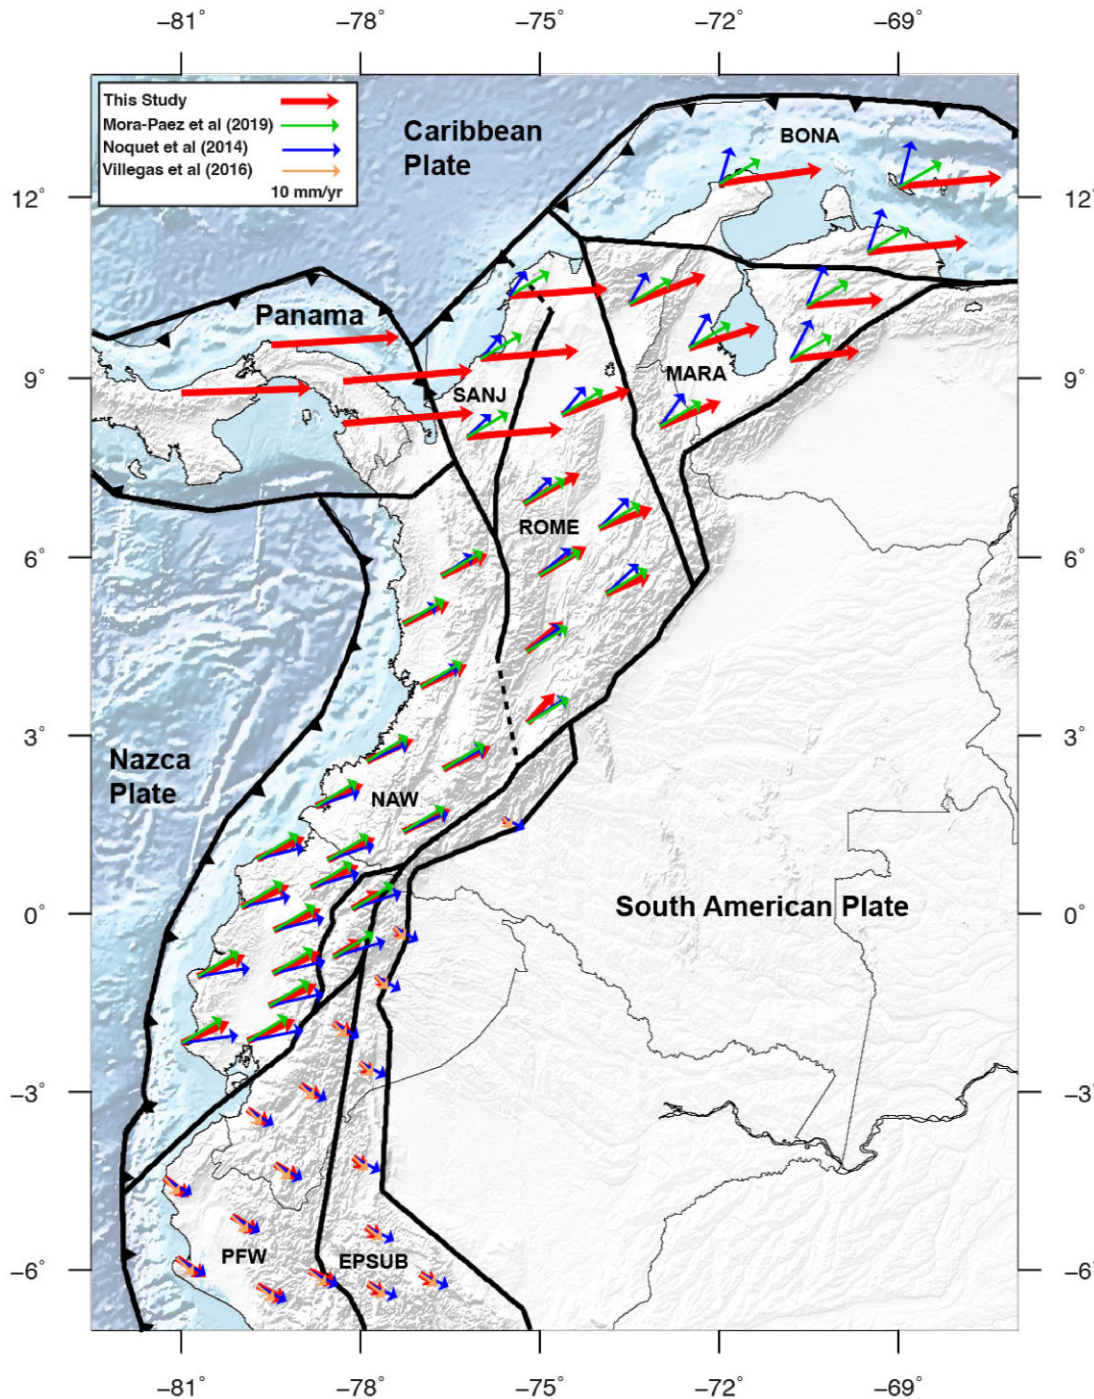 −81° −78° −75° −72° −69°
This Study
Mora-Paez et al (2019)
Noquet et al (2014)
Villegas et al (2016)
10 mm/yr
Caribbean
Plate
BONA
12° 12°
Panama
9° 9°
MARA
SANJ
ROME
6° 6°
3° 3°
Nazca
Plate
NAW
South American Plate
0° 0°
−3° −3°
PFW EPSUB
−6° −6°
−81° −78° −75° −72° −69°